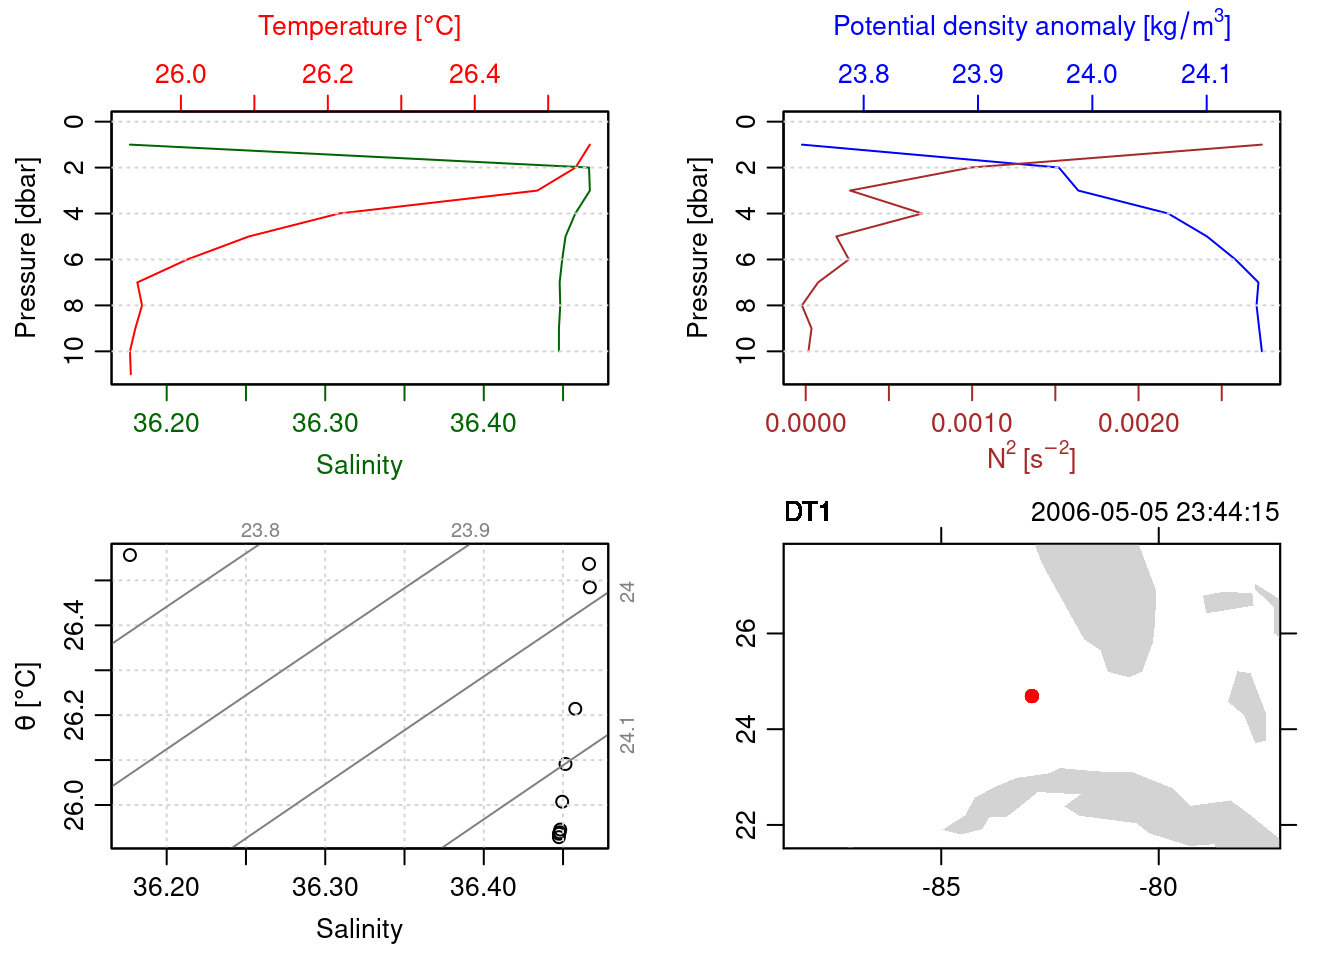 Temperature [°C]
26.0 26.2 26.4
Pressure [dbar]
0
2
4
6
8
10
36.20 36.30 36.40
Salinity
Potential density anomaly [kg/m³]
23.8 23.9 24.0 24.1
Pressure [dbar]
0
2
4
6
8
10
0.0000 0.0010 0.0020
N² [s⁻²]
23.8 23.9
24
24.1
θ [°C]
26.4
26.2
26.0
36.20 36.30 36.40
Salinity
DT1 2006-05-05 23:44:15
26
24
22
-85 -80